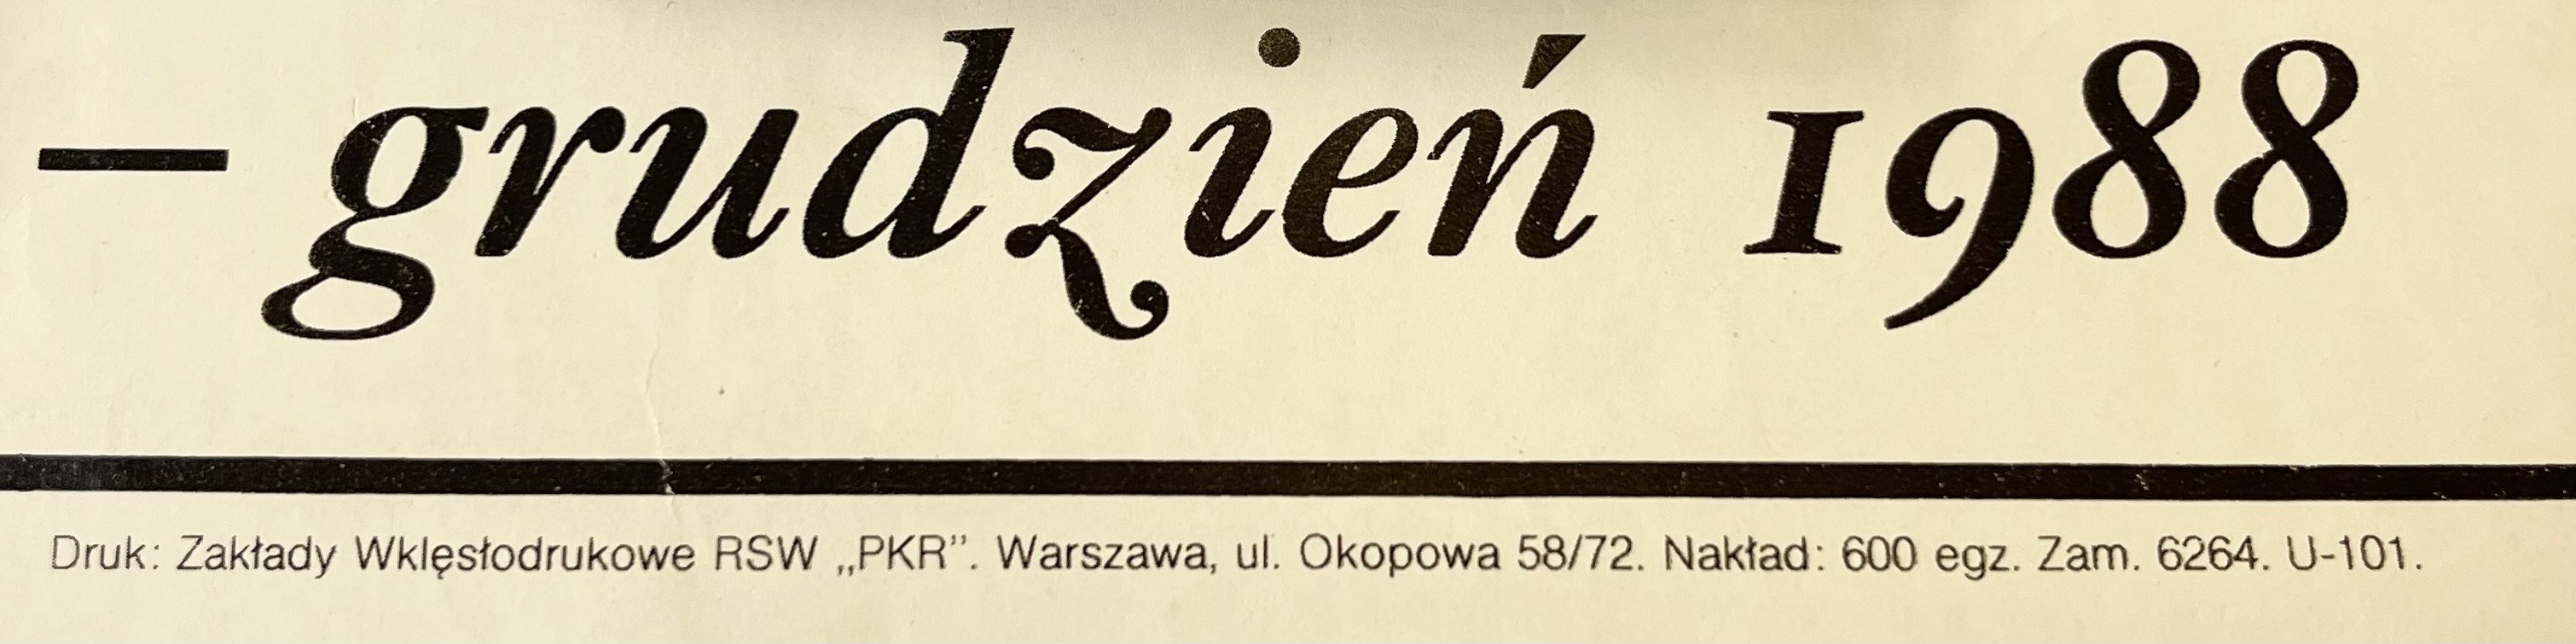 – grudzień 1988
Druk: Zakłady Wklęsłodrukowe RSW „PKR”. Warszawa, ul. Okopowa 58/72. Nakład: 600 egz. Zam. 6264. U-101.